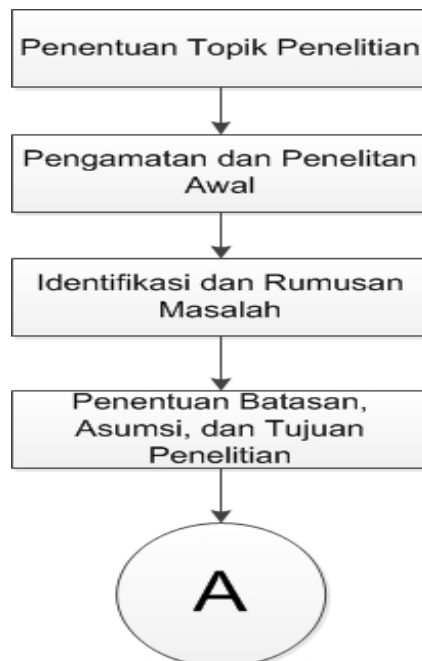 Penentuan Topik Penelitian
Pengamatan dan Penelitan
Awal
Identifikasi dan Rumusan
Masalah
Penentuan Batasan,
Asumsi, dan Tujuan
Penelitian
A